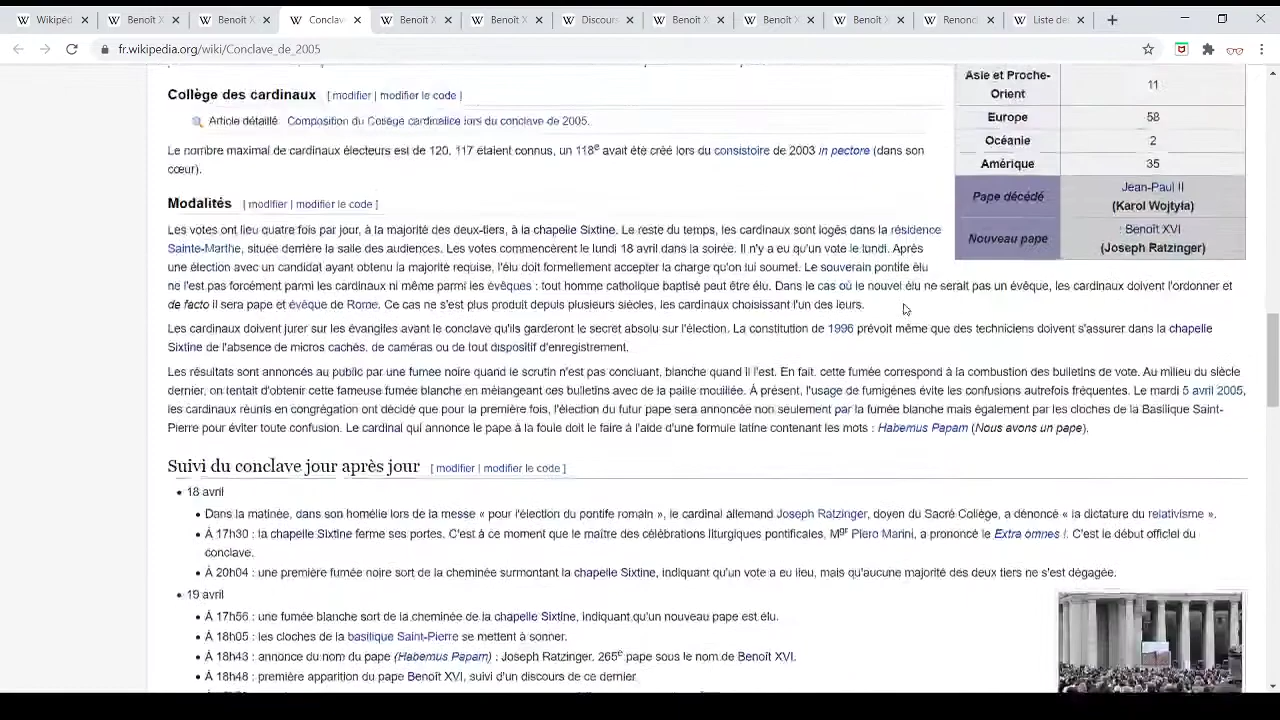 Wikipéd
Benoît X
Benoît X
Conclav
Benoît X
Benoît X
Discours
Benoît X
Benoît X
Benoît X
Renonc
Liste de
fr.wikipedia.org/wiki/Conclave_de_2005
Collège des cardinaux [ modifier | modifier le code ]
Article détaillé Composition du Collège cardinalice lors du conclave de 2005.
Le nombre maximal de cardinaux électeurs est de 120. 117 étaient connus, un 118e avait été créé lors du consistoire de 2003 in pectore (dans son
cœur).
Modalités [ modifier | modifier le code ]
Les votes ont lieu quatre fois par jour, à la majorité des deux-tiers, à la chapelle Sixtine. Le reste du temps, les cardinaux sont logés dans la résidence
Sainte-Marthe, située derrière la salle des audiences. Les votes commencèrent le lundi 18 avril dans la soirée. Il n'y a eu qu'un vote le lundi. Après
une élection avec un candidat ayant obtenu la majorité requise, l'élu doit formellement accepter la charge qu'on lui soumet. Le souverain pontife élu
ne l'est pas forcément parmi les cardinaux ni même parmi les évêques : tout homme catholique baptisé peut être élu. Dans le cas où le nouvel élu ne serait pas un évêque, les cardinaux doivent l'ordonner et
de facto il sera pape et évêque de Rome. Ce cas ne s'est plus produit depuis plusieurs siècles, les cardinaux choisissant l'un des leurs.
Les cardinaux doivent jurer sur les évangiles avant le conclave qu'ils garderont le secret absolu sur l'élection. La constitution de 1996 prévoit même que des techniciens doivent s'assurer dans la chapelle
Sixtine de l'absence de micros cachés, de caméras ou de tout dispositif d'enregistrement.
Les résultats sont annoncés au public par une fumée noire quand le scrutin n'est pas concluant, blanche quand il l'est. En fait, cette fumée correspond à la combustion des bulletins de vote. Au milieu du siècle
dernier, on tentait d'obtenir cette fameuse fumée blanche en mélangeant ces bulletins avec de la paille mouillée. À présent, l'usage de fumigènes évite les confusions autrefois fréquentes. Le mardi 5 avril 2005,
les cardinaux réunis en congrégation ont décidé que pour la première fois, l'élection du futur pape sera annoncée non seulement par la fumée blanche mais également par les cloches de la Basilique Saint-
Pierre pour éviter toute confusion. Le cardinal qui annonce le pape à la foule doit le faire à l'aide d'une formule latine contenant les mots : Habemus Papam (Nous avons un pape).
Suivi du conclave jour après jour [ modifier | modifier le code ]
• 18 avril
• Dans la matinée, dans son homélie lors de la messe « pour l'élection du pontife romain », le cardinal allemand Joseph Ratzinger, doyen du Sacré Collège, a dénoncé « la dictature du relativisme ».
• À 17h30 : la chapelle Sixtine ferme ses portes. C'est à ce moment que le maître des célébrations liturgiques pontificales, Mgr Piero Marini, a prononcé le Extra omnes !. C'est le début officiel du
conclave.
• À 20h04 : une première fumée noire sort de la cheminée surmontant la chapelle Sixtine, indiquant qu'un vote a eu lieu, mais qu'aucune majorité des deux tiers ne s'est dégagée.
• 19 avril
• À 17h56 : une fumée blanche sort de la cheminée de la chapelle Sixtine, indiquant qu'un nouveau pape est élu.
• À 18h05 : les cloches de la basilique Saint-Pierre se mettent à sonner.
• À 18h43 : annonce du nom du pape (Habemus Papam) : Joseph Ratzinger, 265e pape sous le nom de Benoît XVI.
• À 18h48 : première apparition du pape Benoît XVI, suivi d'un discours de ce dernier
Asie et Proche-
Orient 11
Europe 58
Océanie 2
Amérique 35
Pape décédé Jean-Paul II
(Karol Wojtyła)
Nouveau pape : Benoît XVI
(Joseph Ratzinger)